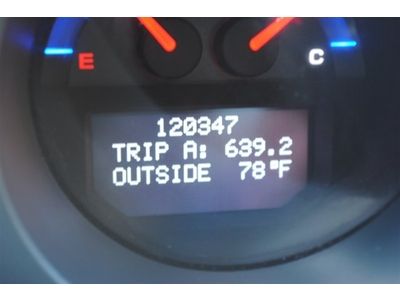 E C
120347
TRIP A: 639.2
OUTSIDE 78°F